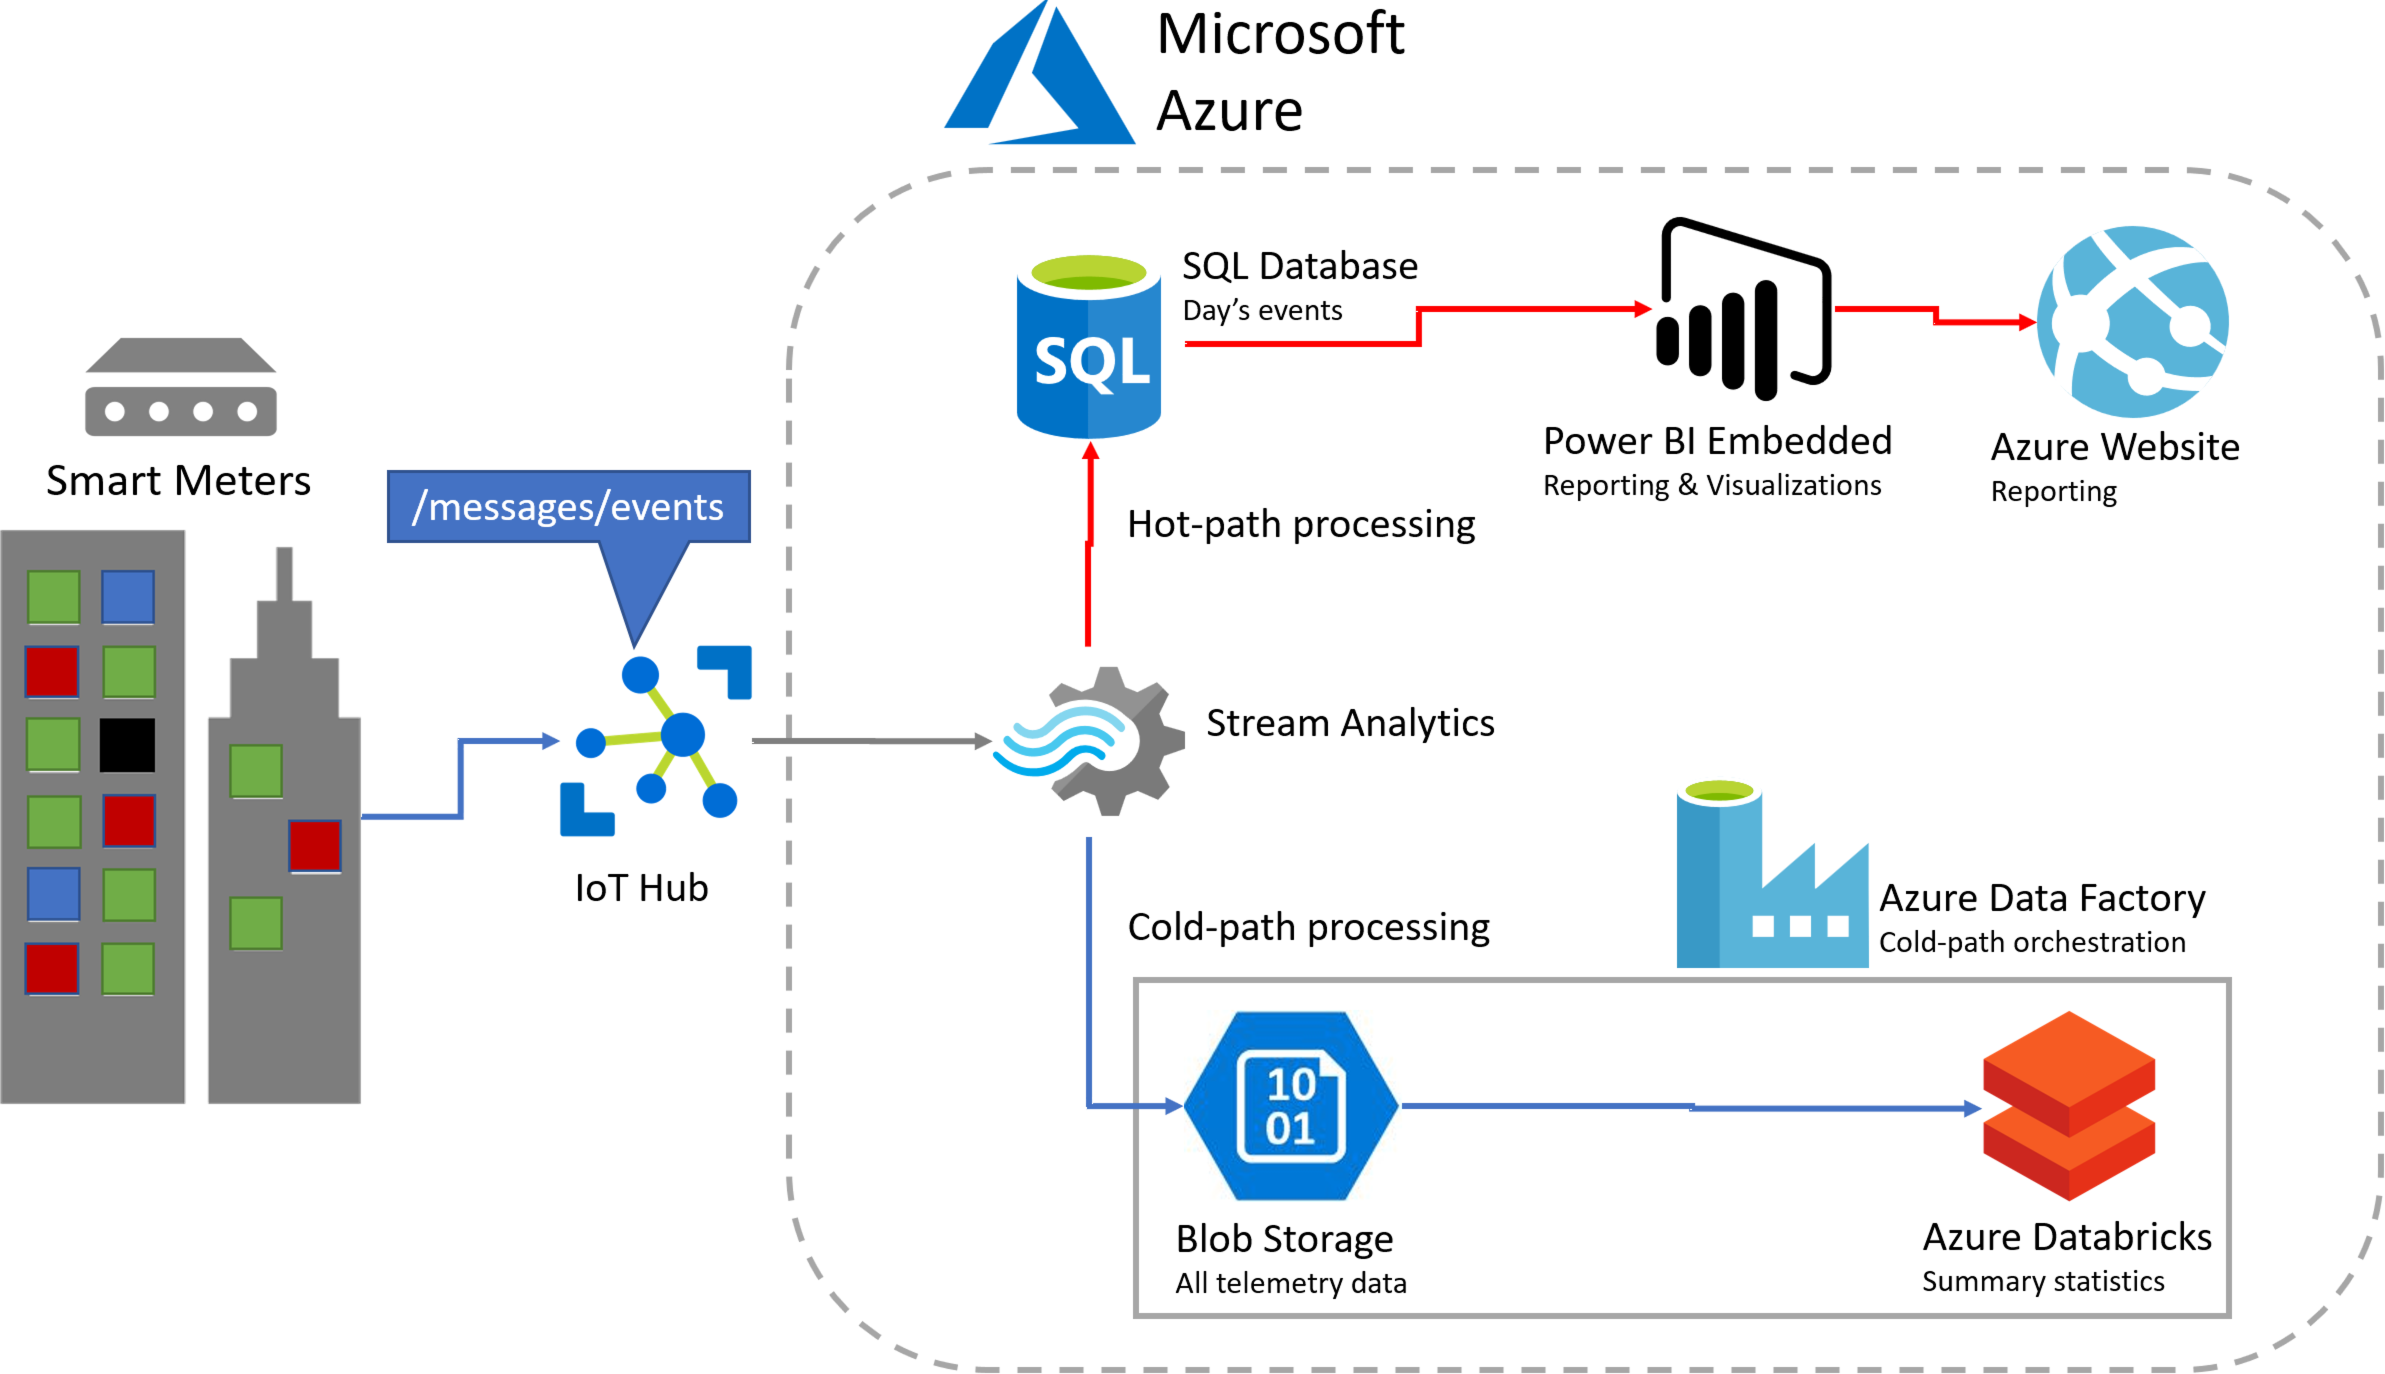 Microsoft
Azure
SQL Database
Day's events
SQL
Power BI Embedded
Reporting & Visualizations
Azure Website
Reporting
Smart Meters
/messages/events
Hot-path processing
IoT Hub
Stream Analytics
Cold-path processing
Azure Data Factory
Cold-path orchestration
10
01
Blob Storage
All telemetry data
Azure Databricks
Summary statistics